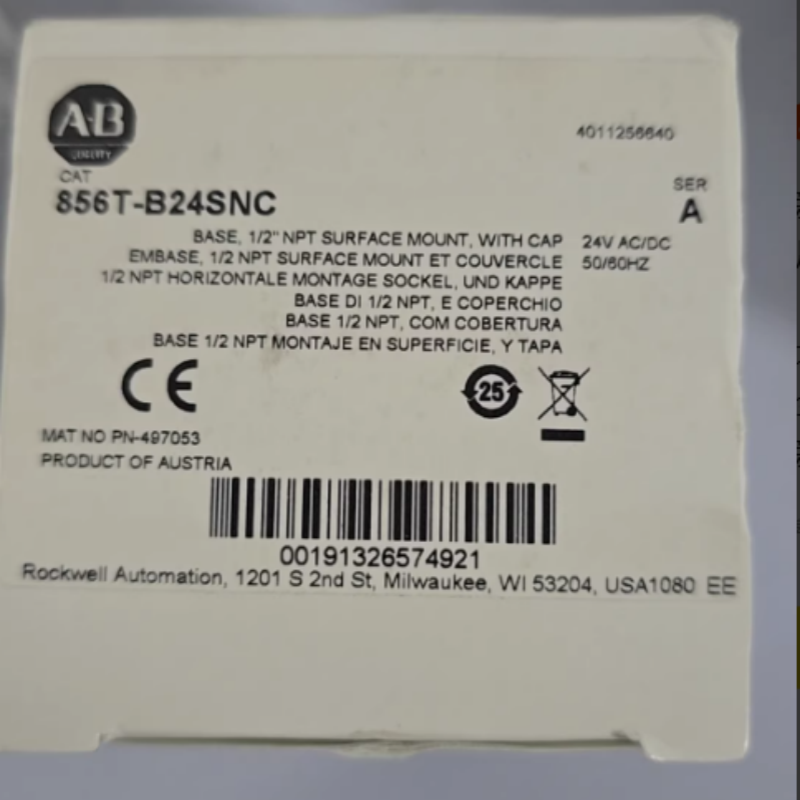 A-B
QUALITY
4011256640
CAT
856T-B24SNC
SER
A
BASE, 1/2" NPT SURFACE MOUNT, WITH CAP 24V AC/DC
EMBASE, 1/2 NPT SURFACE MOUNT ET COUVERCLE 50/60HZ
1/2 NPT HORIZONTALE MONTAGE SOCKEL, UND KAPPE
BASE DI 1/2 NPT, E COPERCHIO
BASE 1/2 NPT, COM COBERTURA
BASE 1/2 NPT MONTAJE EN SUPERFICIE, Y TAPA
CE
25
MAT NO PN-497053
PRODUCT OF AUSTRIA
00191326574921
Rockwell Automation, 1201 S 2nd St, Milwaukee, WI 53204, USA1080 EE